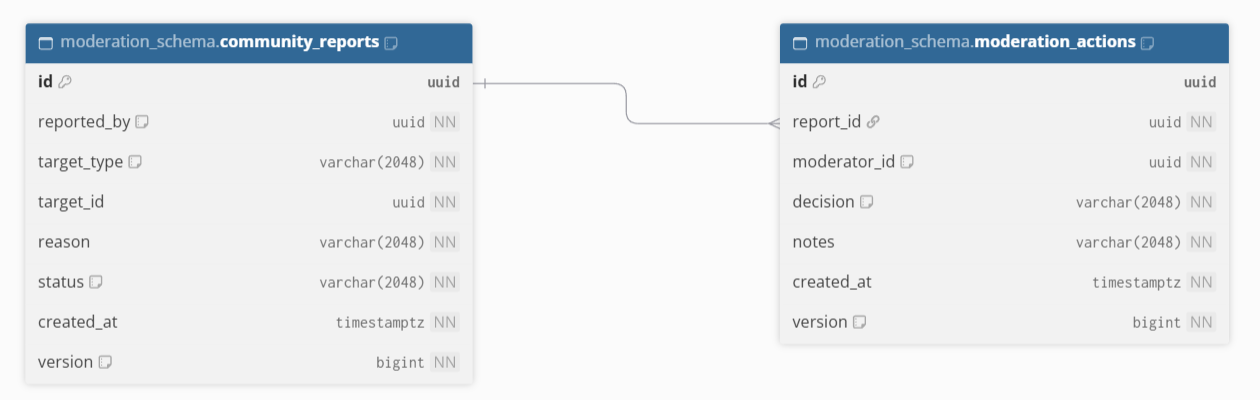 moderation_schema.community_reports
id uuid
reported_by uuid NN
target_type varchar(2048) NN
target_id uuid NN
reason varchar(2048) NN
status varchar(2048) NN
created_at timestamptz NN
version bigint NN
moderation_schema.moderation_actions
id uuid
report_id uuid NN
moderator_id uuid NN
decision varchar(2048) NN
notes varchar(2048) NN
created_at timestamptz NN
version bigint NN